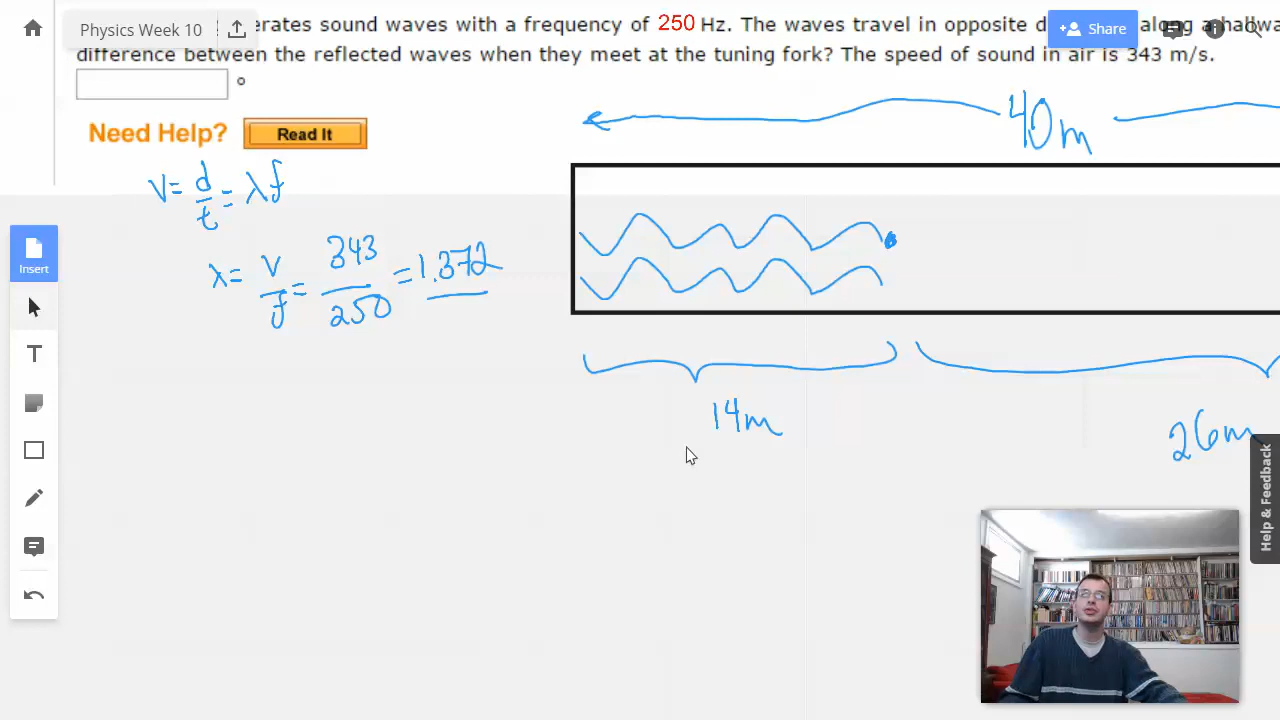 Physics Week 10
erates sound waves with a frequency of 250 Hz. The waves travel in opposite d
along a hallwa
Share
difference between the reflected waves when they meet at the tuning fork? The speed of sound in air is 343 m/s.
°
Need Help? Read It
40m
v = d/t = λf
λ = v/f = 343/250 = 1.372
Insert
T
14m
26m
Help & Feedback